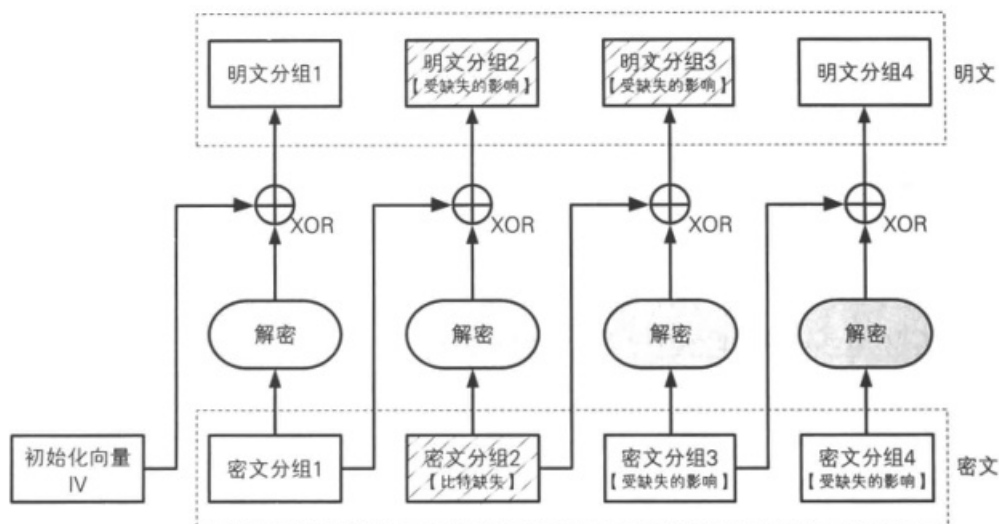 明文分组1
明文分组2
【受缺失的影响】
明文分组3
【受缺失的影响】
明文分组4
明文
XOR
XOR
XOR
XOR
解密
解密
解密
解密
初始化向量
IV
密文分组1
密文分组2
【比特缺失】
密文分组3
【受缺失的影响】
密文分组4
【受缺失的影响】
密文